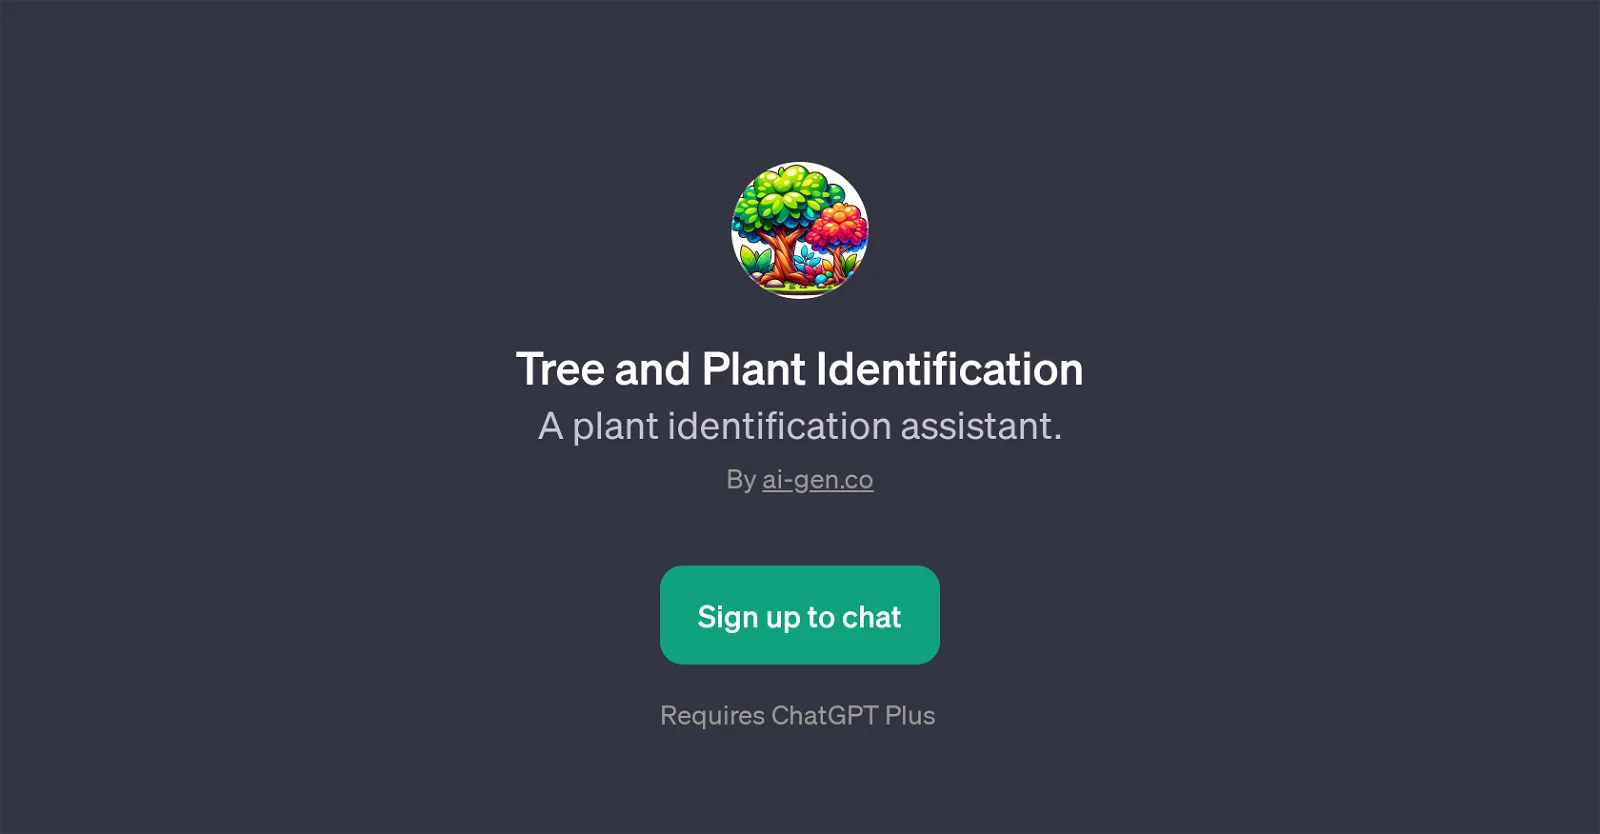 Tree and Plant Identification
A plant identification assistant.
By ai-gen.co
Sign up to chat
Requires ChatGPT Plus